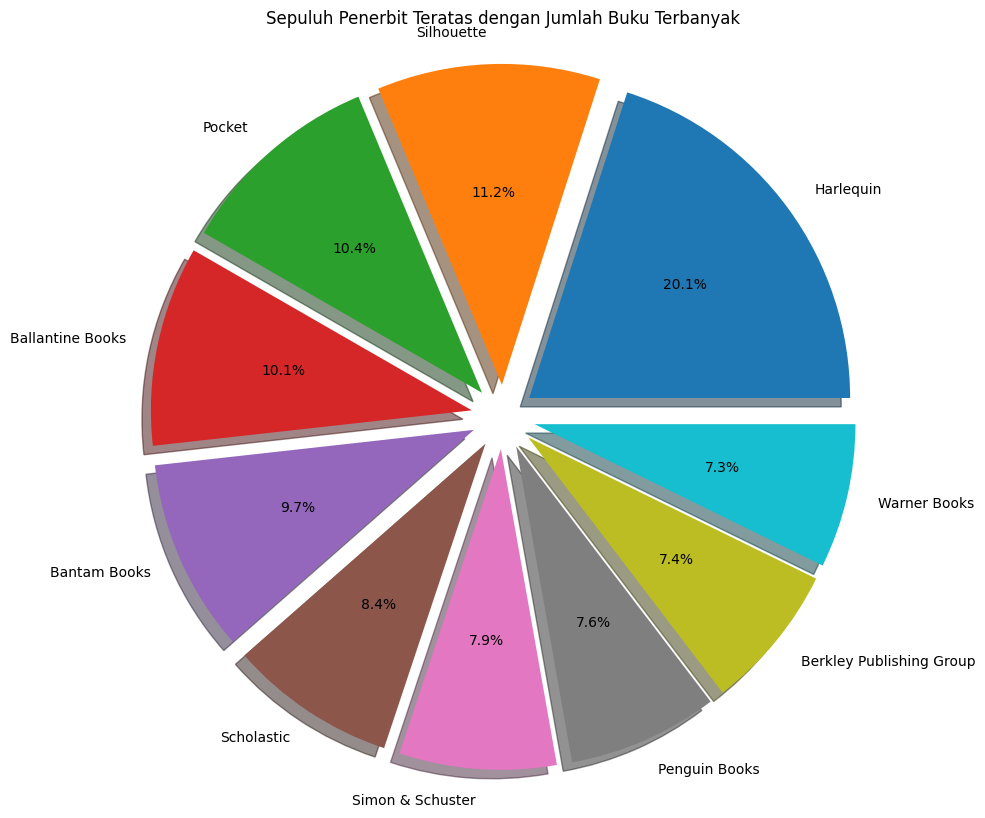 Sepuluh Penerbit Teratas dengan Jumlah Buku Terbanyak
Silhouette
Pocket
Harlequin
11.2%
10.4%
20.1%
Ballantine Books
10.1%
7.3%
Warner Books
9.7%
7.4%
Bantam Books
8.4%
7.6%
7.9%
Berkley Publishing Group
Scholastic
Penguin Books
Simon & Schuster